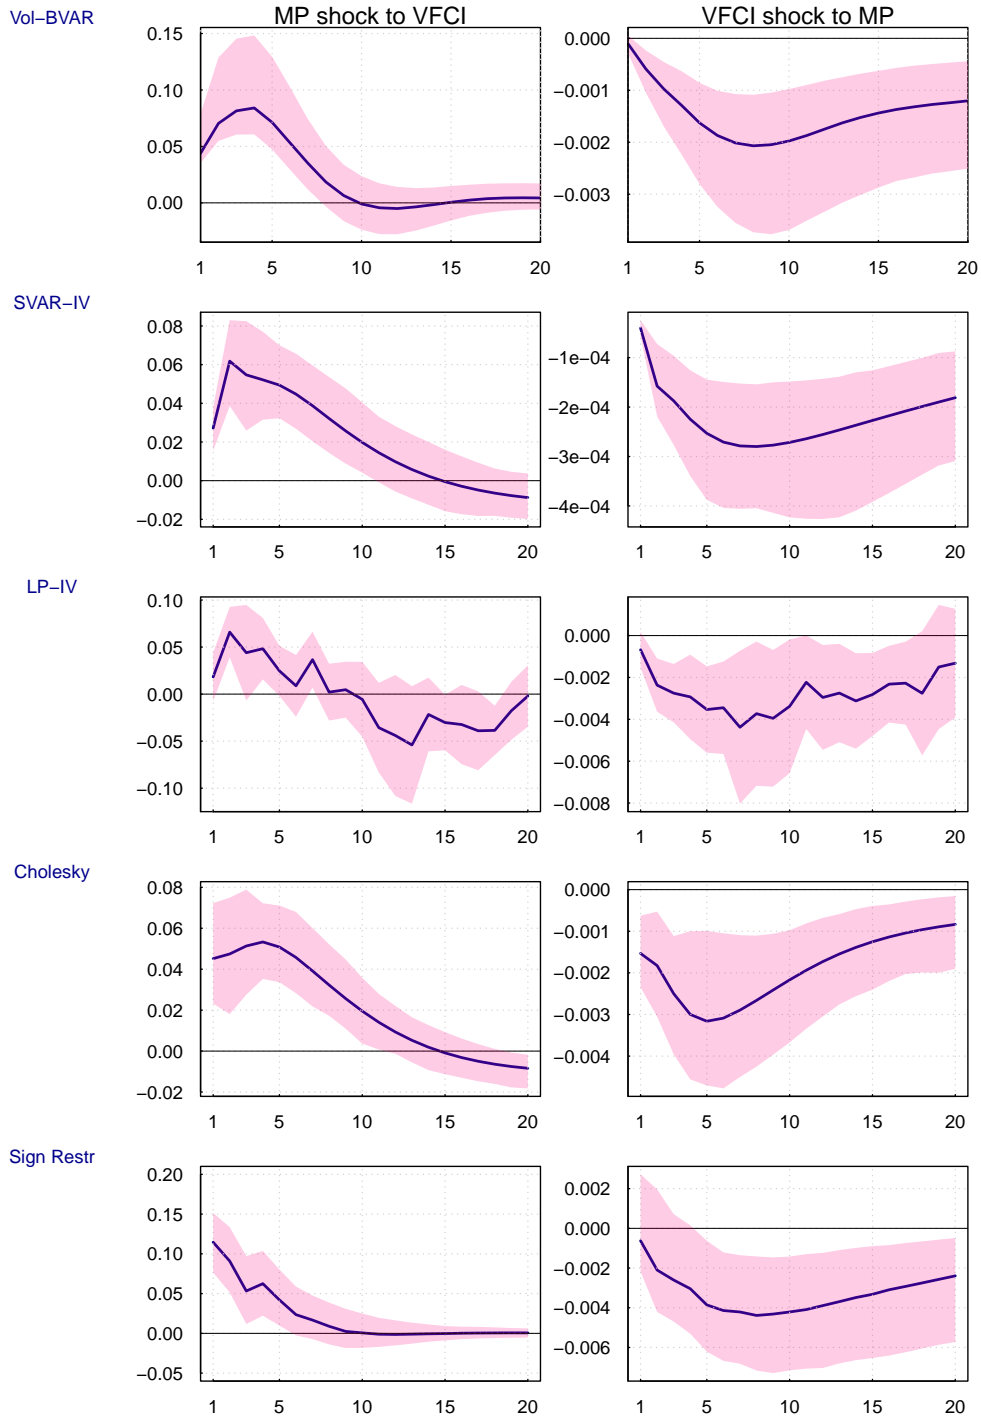 Vol−BVAR
MP shock to VFCI
VFCI shock to MP
0.15
0.10
0.05
0.00
1 5 10 15 20
0.000
−0.001
−0.002
−0.003
1 5 10 15 20
SVAR−IV
0.08
0.06
0.04
0.02
0.00
−0.02
1 5 10 15 20
−1e−04
−2e−04
−3e−04
−4e−04
1 5 10 15 20
LP−IV
0.10
0.05
0.00
−0.05
−0.10
1 5 10 15 20
0.000
−0.002
−0.004
−0.006
−0.008
1 5 10 15 20
Cholesky
0.08
0.06
0.04
0.02
0.00
−0.02
1 5 10 15 20
0.000
−0.001
−0.002
−0.003
−0.004
1 5 10 15 20
Sign Restr
0.20
0.15
0.10
0.05
0.00
−0.05
1 5 10 15 20
0.002
0.000
−0.002
−0.004
−0.006
1 5 10 15 20